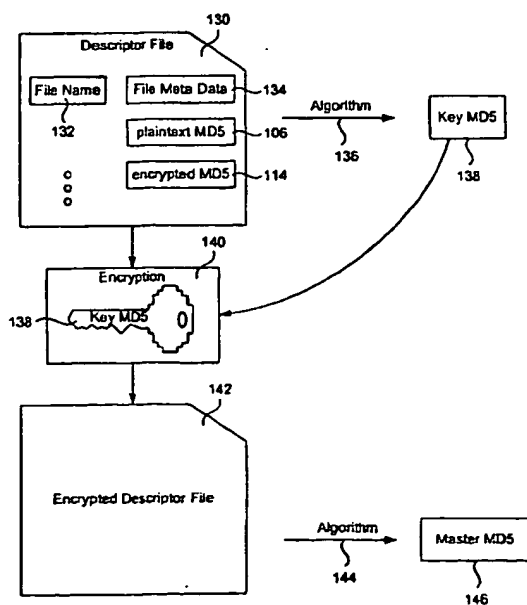 Descriptor File
130
File Name
132
File Meta Data
134
plaintext MD5
106
encrypted MD5
114
Algorithm
136
Key MD5
138
140
Encryption
Key MD5
138
142
Encrypted Descriptor File
Algorithm
144
Master MD5
146